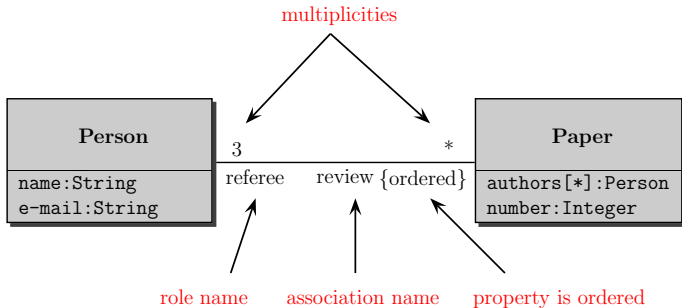 multiplicities
Person
name:String
e-mail:String
3
*
referee
review
{ordered}
Paper
authors[*]:Person
number:Integer
role name
association name
property is ordered